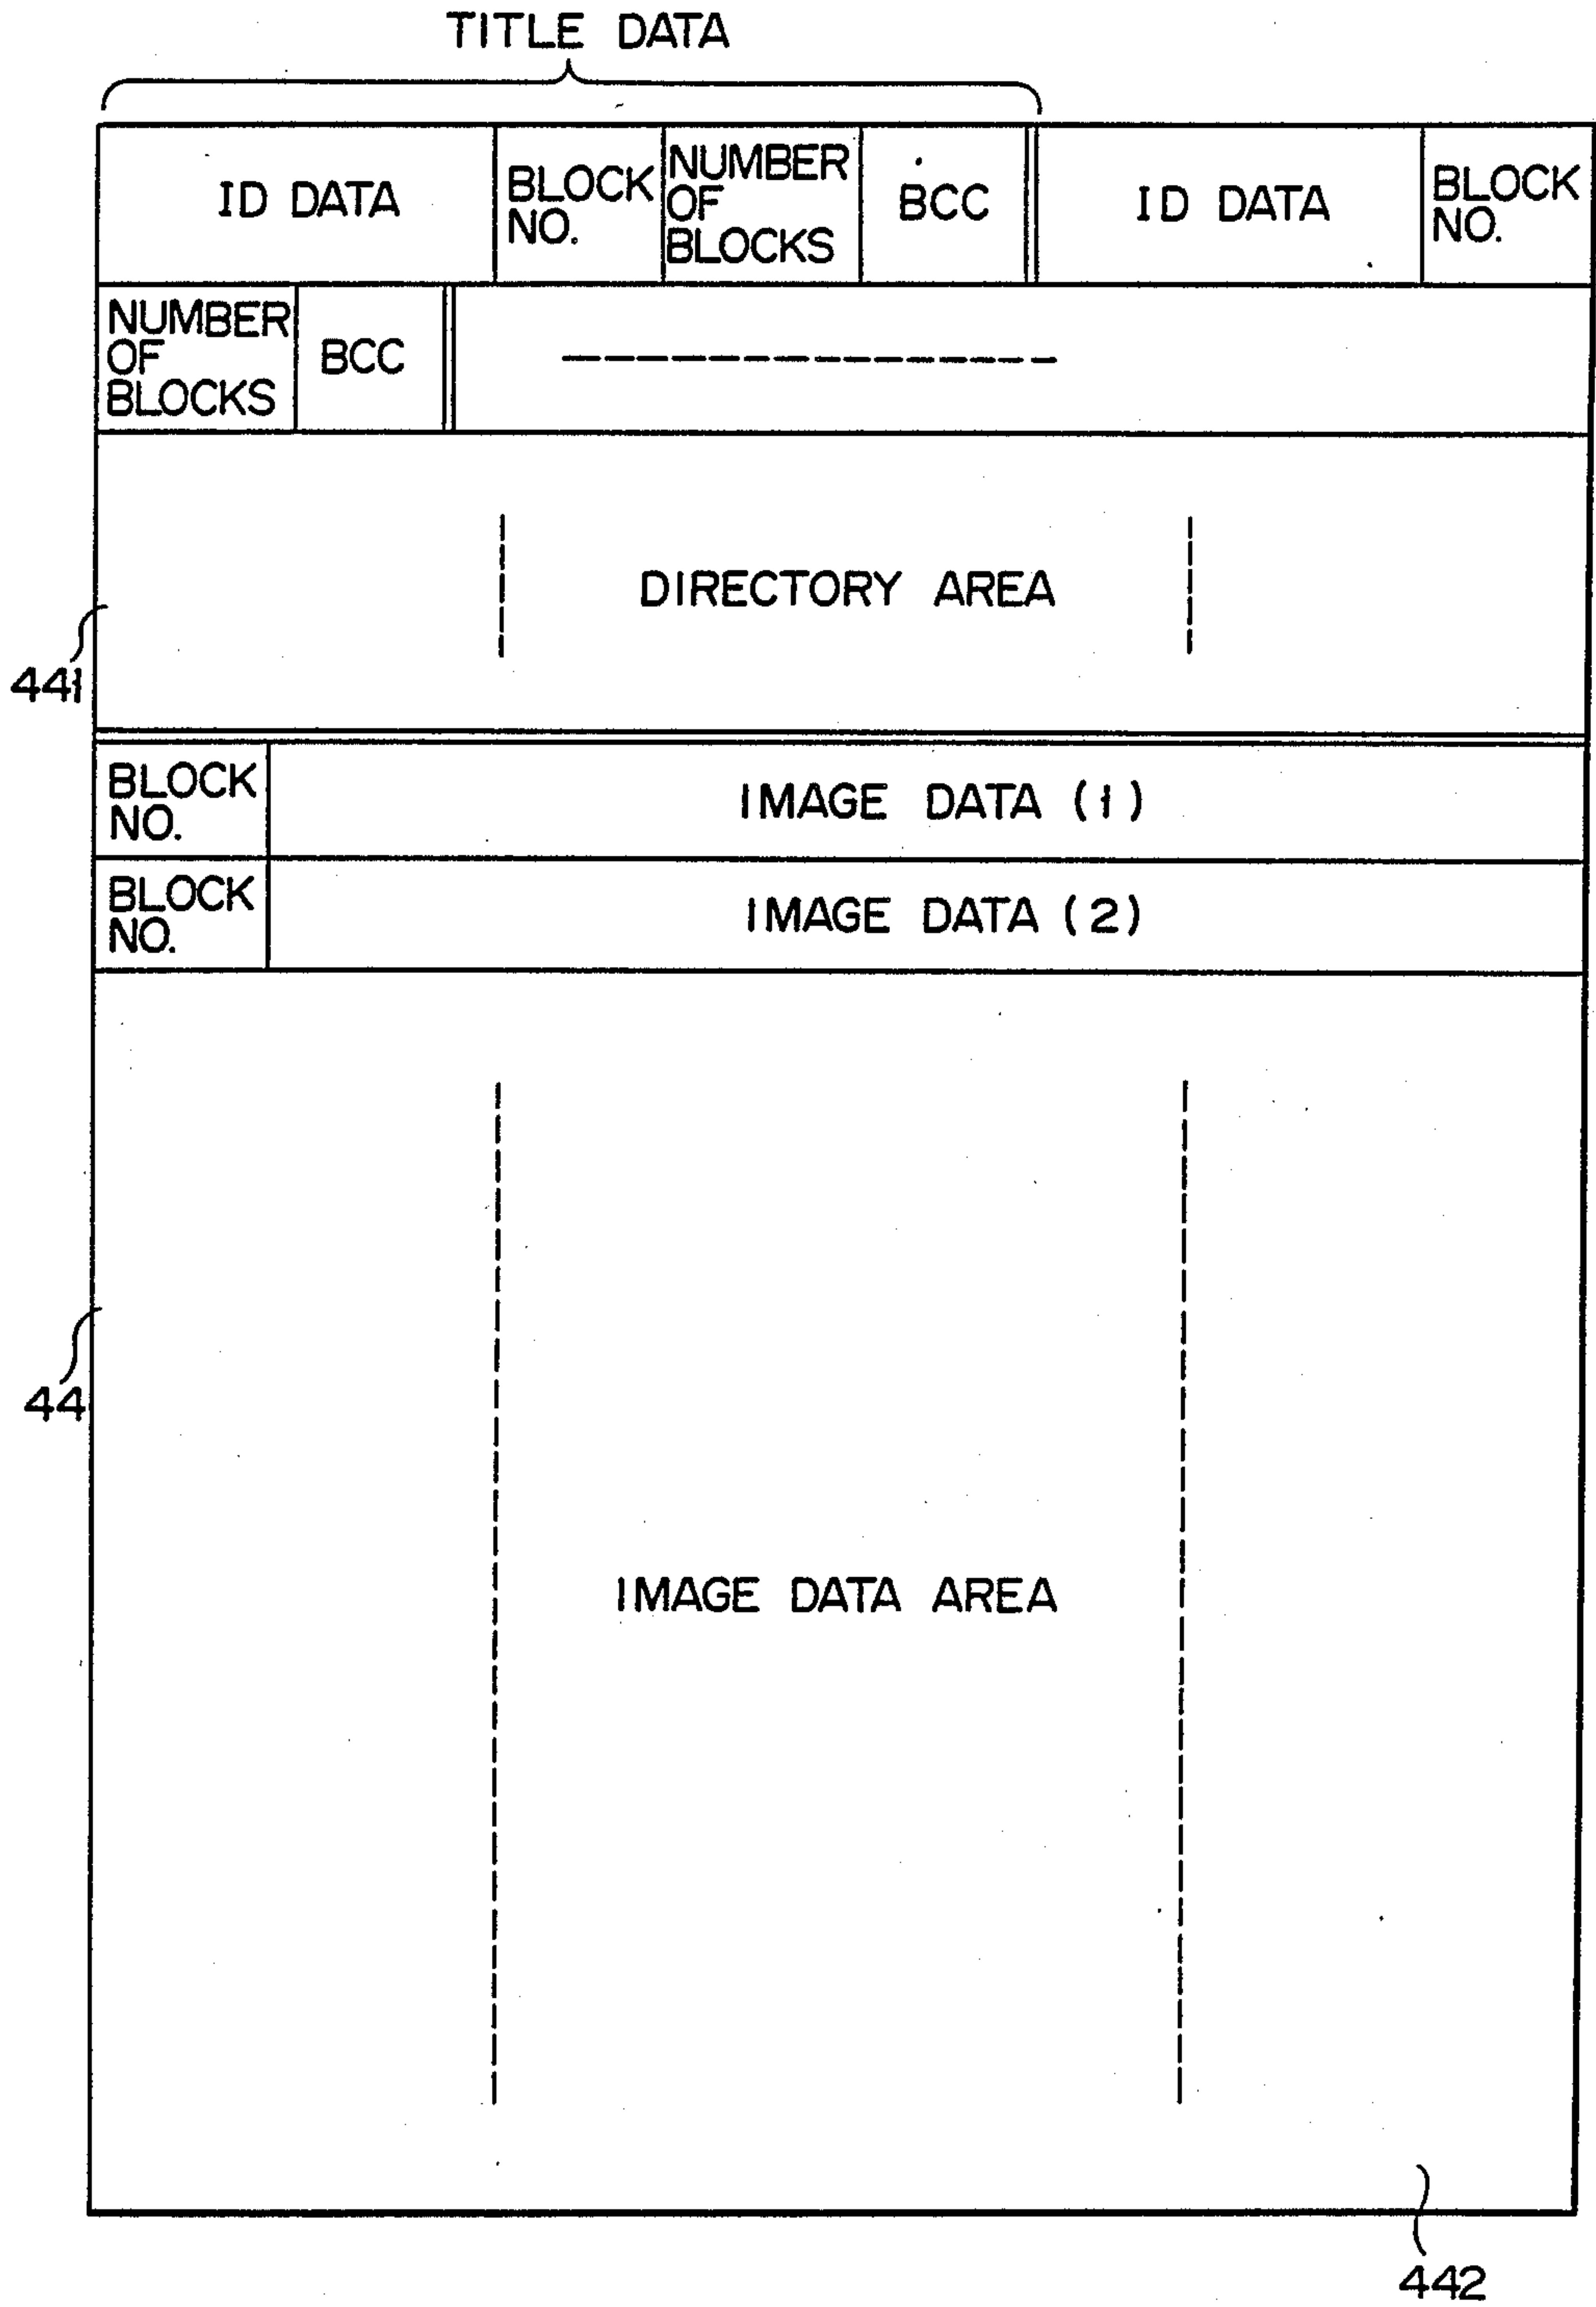 TITLE DATA
ID DATA
BLOCK
NO.
NUMBER
OF
BLOCKS
BCC
ID DATA
BLOCK
NO.
NUMBER
OF
BLOCKS
BCC
DIRECTORY AREA
441
BLOCK
NO.
IMAGE DATA (1)
BLOCK
NO.
IMAGE DATA (2)
44
IMAGE DATA AREA
442